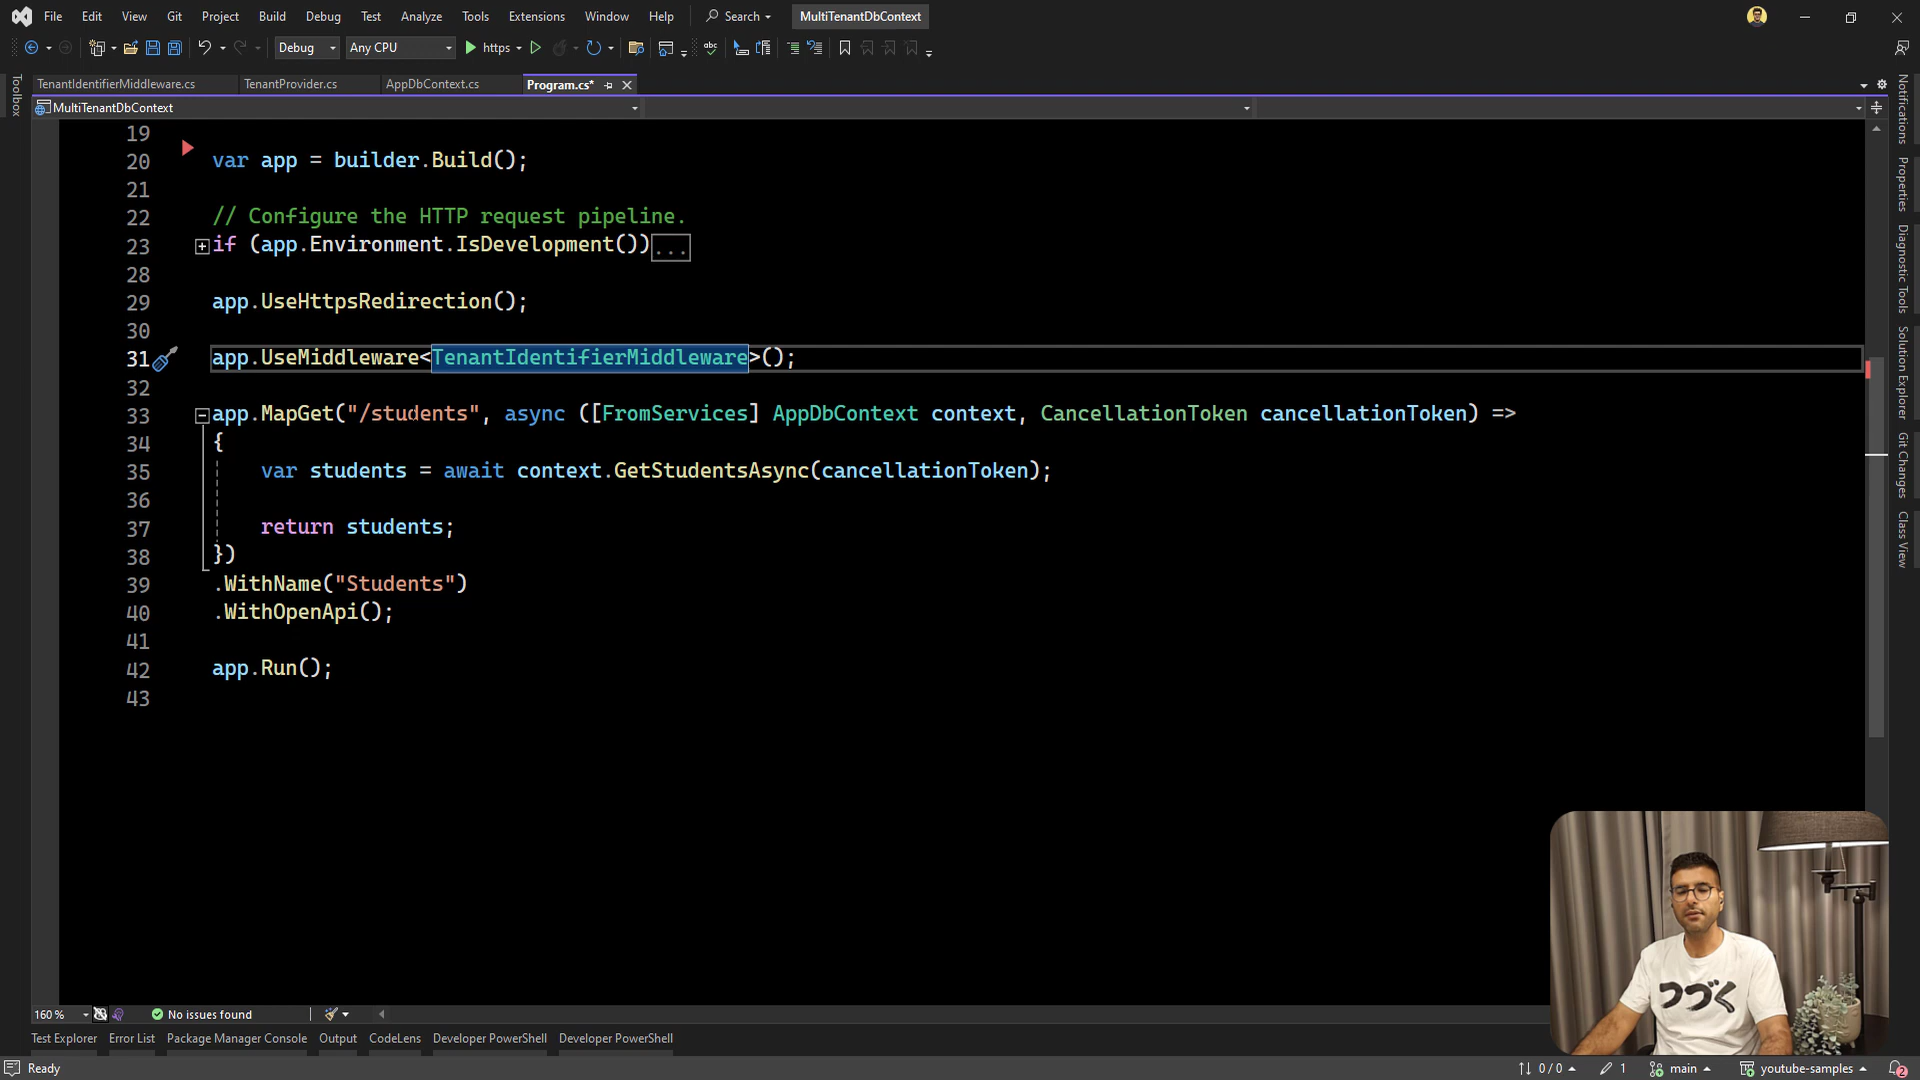 File Edit View Git Project Build Debug Test Analyze Tools Extensions Window Help Search MultiTenantDbContext
Debug Any CPU https
Toolbox
TenantIdentifierMiddleware.cs TenantProvider.cs AppDbContext.cs Program.cs*
MultiTenantDbContext
19
20 var app = builder.Build();
21
22 // Configure the HTTP request pipeline.
23 if (app.Environment.IsDevelopment())...
28
29 app.UseHttpsRedirection();
30
31 app.UseMiddleware<TenantIdentifierMiddleware>();
32
33 app.MapGet("/students", async ([FromServices] AppDbContext context, CancellationToken cancellationToken) =>
34 {
35 var students = await context.GetStudentsAsync(cancellationToken);
36
37 return students;
38 })
39 .WithName("Students")
40 .WithOpenApi();
41
42 app.Run();
43
Notifications
Properties
Diagnostic Tools
Solution Explorer
Git Changes
Class View
つづく
160 % No issues found
Test Explorer Error List Package Manager Console Output CodeLens Developer PowerShell Developer PowerShell
Ready 0 / 0 1 main youtube-samples 2